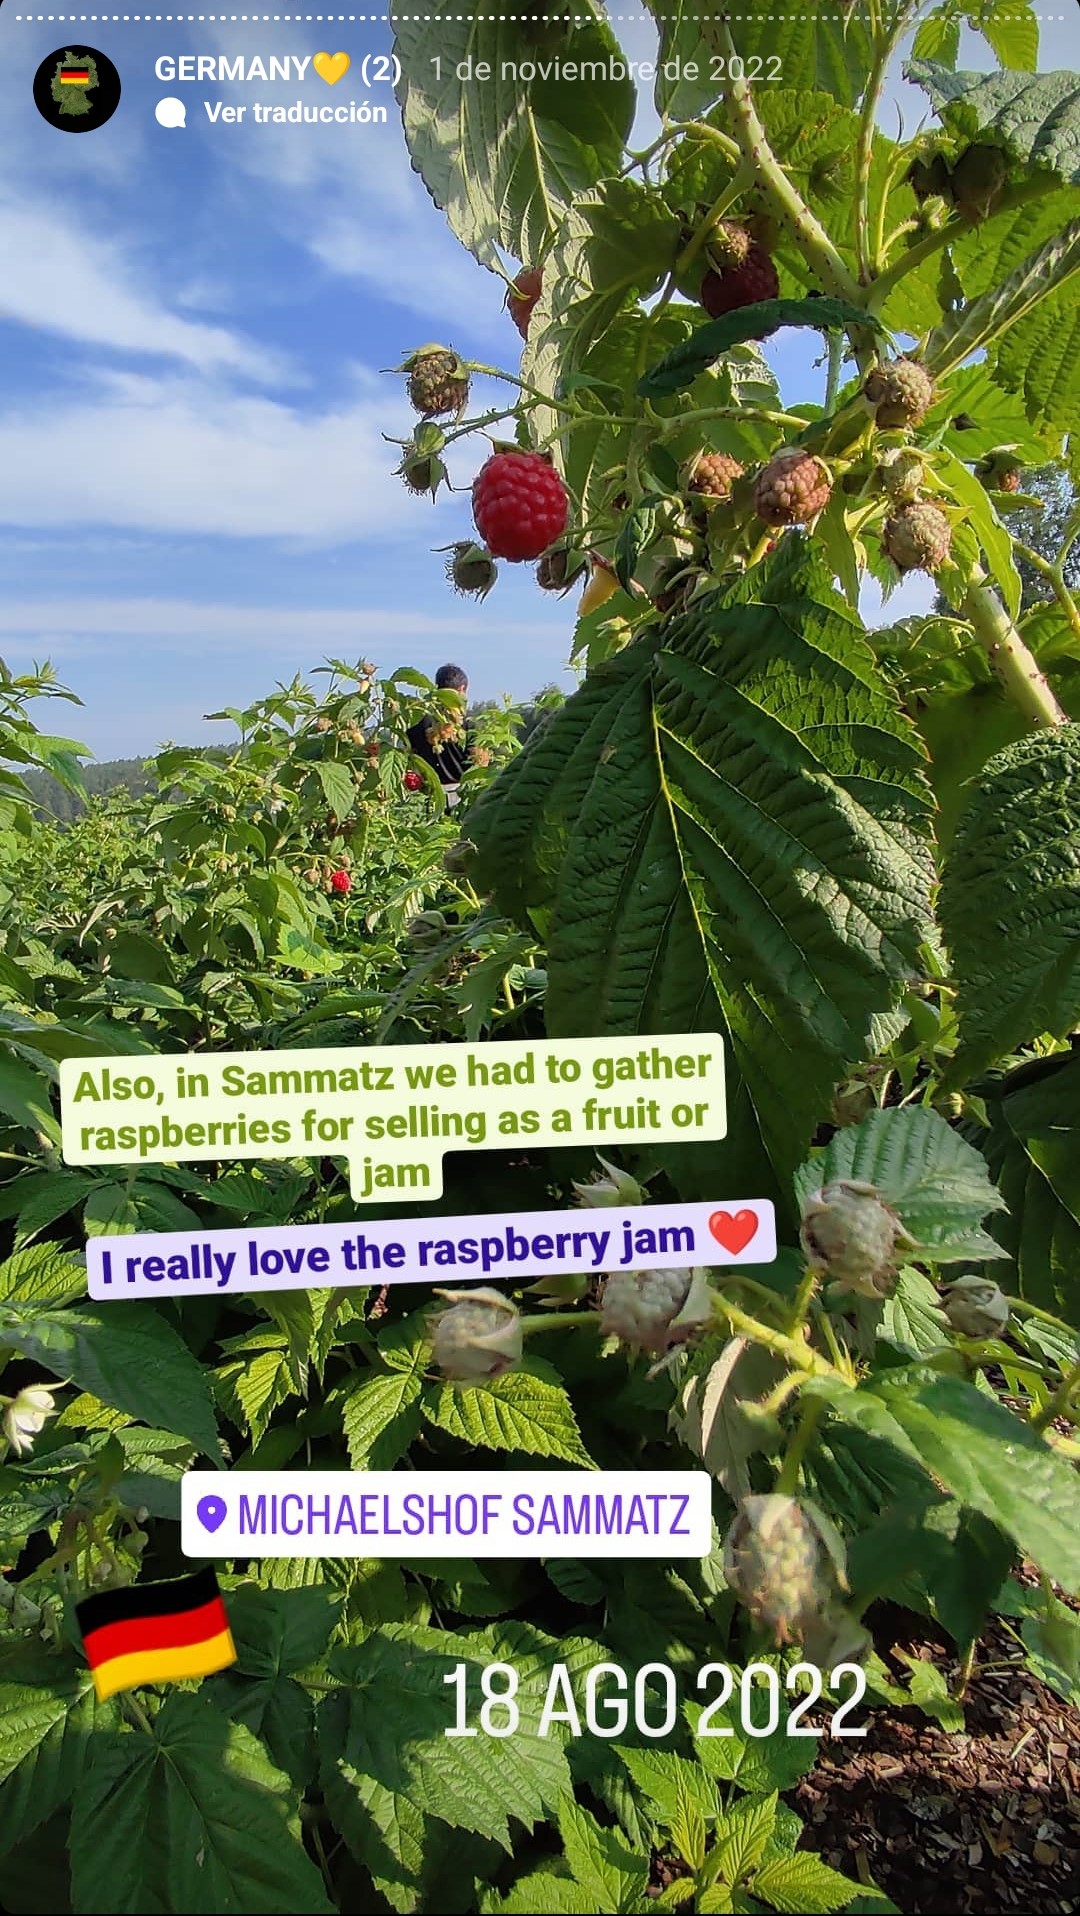 GERMANY💛 (2) 1 de noviembre de 2022
Ver traducción
Also, in Sammatz we had to gather
raspberries for selling as a fruit or
jam
I really love the raspberry jam ❤️
MICHAELSHOF SAMMATZ
18 AGO 2022